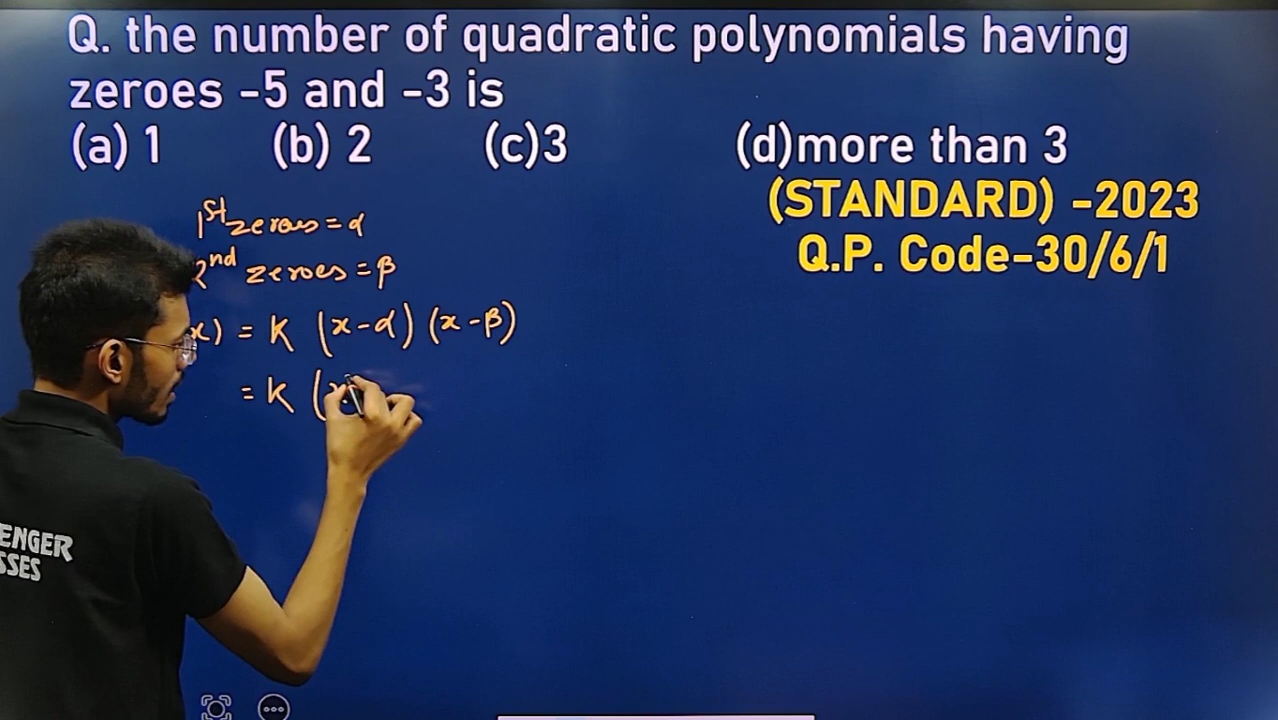 Q. the number of quadratic polynomials having
zeroes -5 and -3 is
(a) 1 (b) 2 (c)3 (d)more than 3
(STANDARD) -2023
Q.P. Code-30/6/1
1st zeroes = α
2nd zeroes = β
x) = K (x-α) (x-β)
= K (x
ENGER
SSES